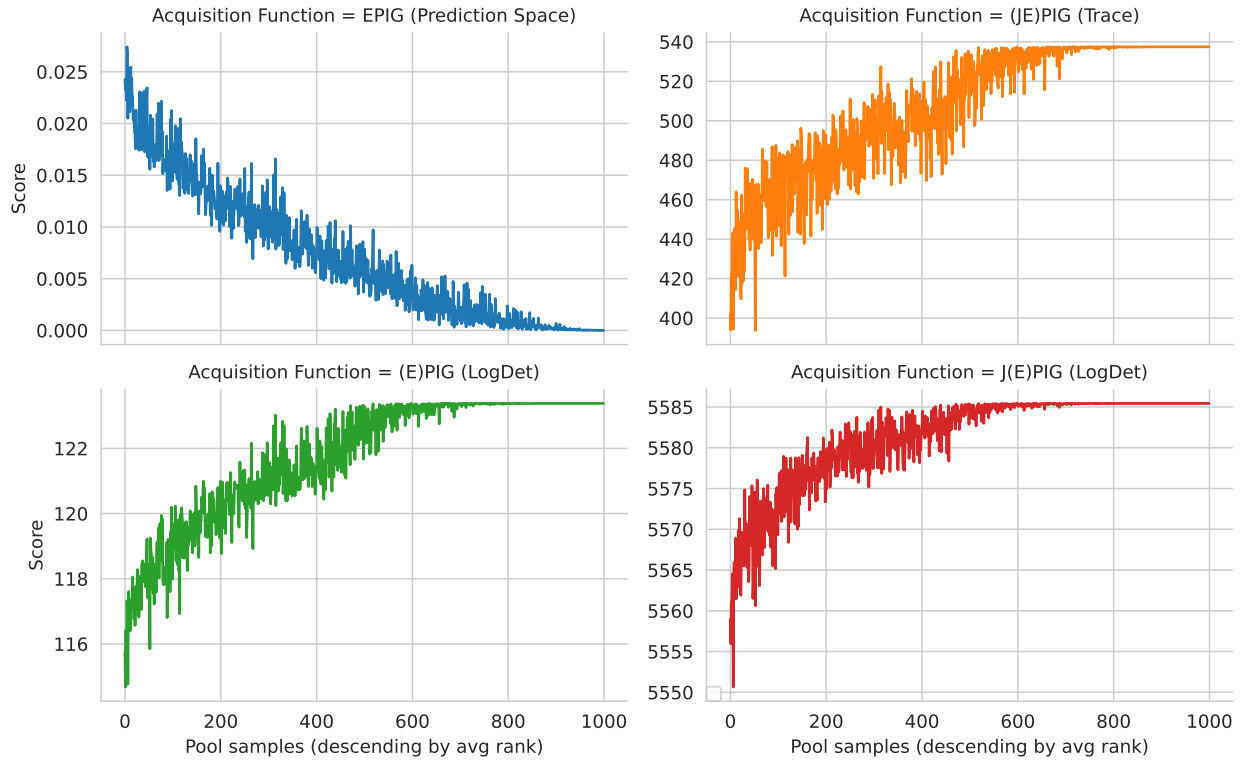 Acquisition Function = EPIG (Prediction Space)
0.025
0.020
0.015
0.010
0.005
0.000
Score
Acquisition Function = (JE)PIG (Trace)
540
520
500
480
460
440
420
400
Acquisition Function = (E)PIG (LogDet)
122
120
118
116
Score
0 200 400 600 800 1000
Pool samples (descending by avg rank)
Acquisition Function = J(E)PIG (LogDet)
5585
5580
5575
5570
5565
5560
5555
5550
0 200 400 600 800 1000
Pool samples (descending by avg rank)